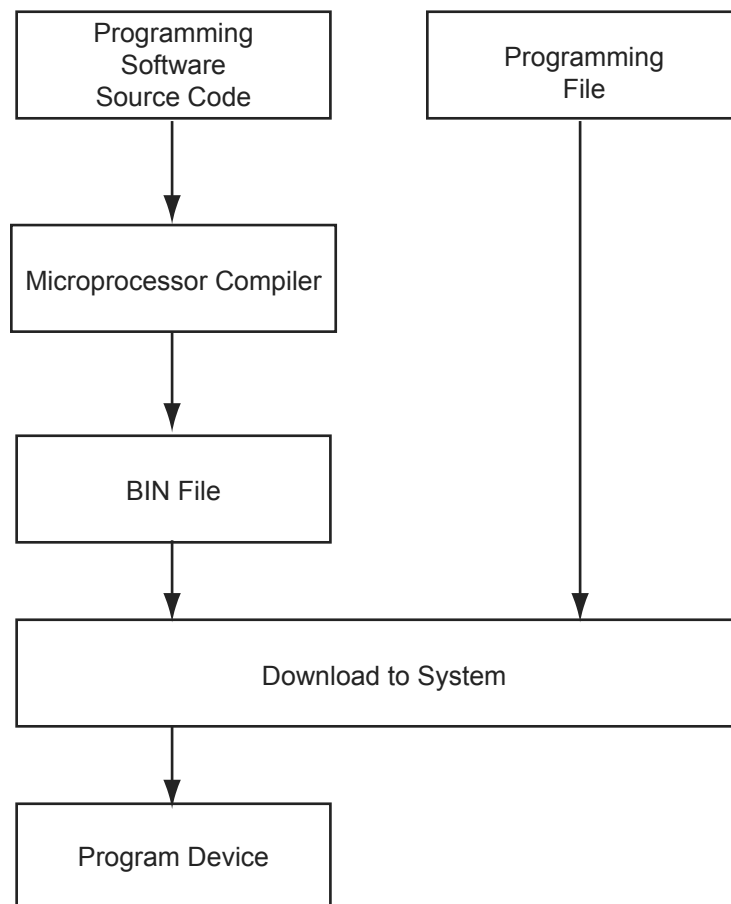 Programming
Software
Source Code
Programming
File
Microprocessor Compiler
BIN File
Download to System
Program Device